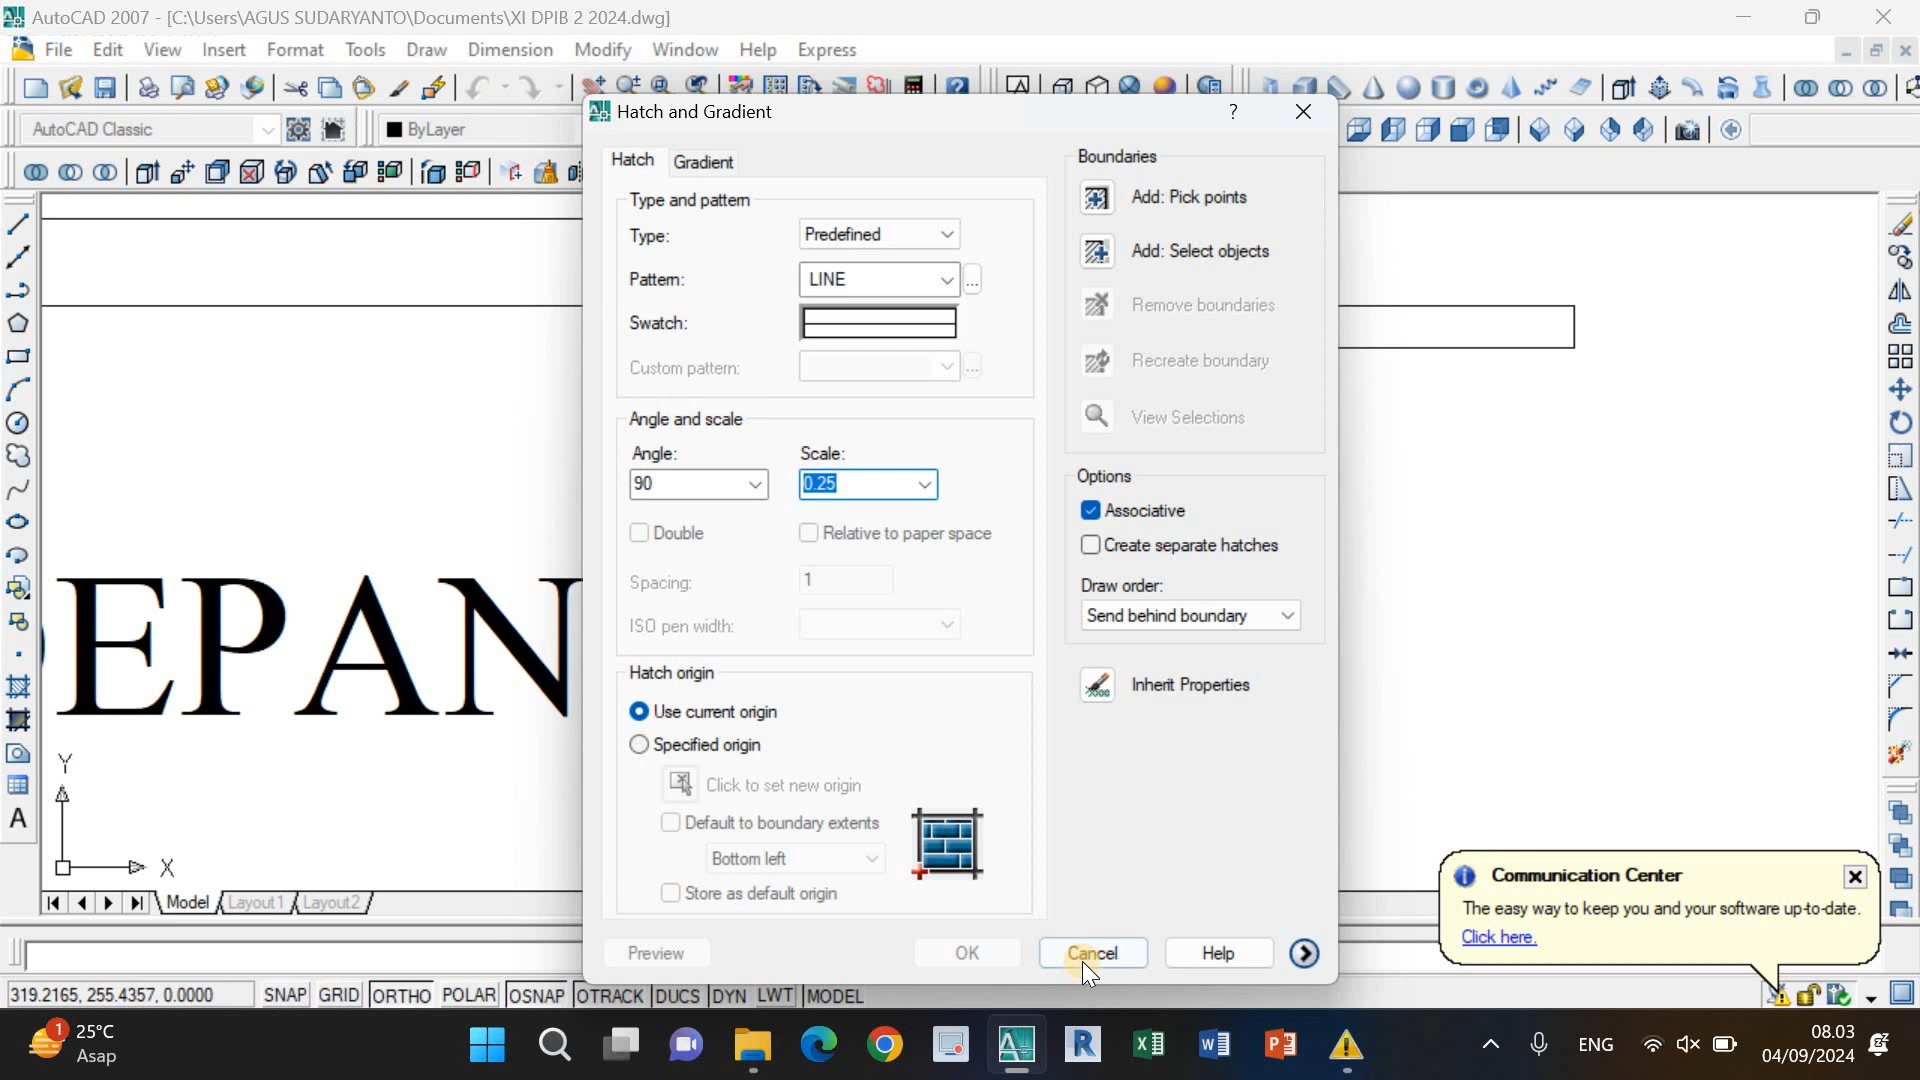 AutoCAD 2007 - [C:\Users\AGUS SUDARYANTO\Documents\XI DPIB 2 2024.dwg]
File Edit View Insert Format Tools Draw Dimension Modify Window Help Express
AutoCAD Classic
ByLayer
Hatch and Gradient
Hatch Gradient
Type and pattern
Type: Predefined
Pattern: LINE ...
Swatch:
Custom pattern: ...
Angle and scale
Angle: Scale:
90 0.25
Double Relative to paper space
Spacing: 1
ISO pen width:
Hatch origin
Use current origin
Specified origin
Click to set new origin
Default to boundary extents
Bottom left
Store as default origin
Boundaries
Add: Pick points
Add: Select objects
Remove boundaries
Recreate boundary
View Selections
Options
Associative
Create separate hatches
Draw order:
Send behind boundary
Inherit Properties
Preview OK Cancel Help
EPAN
Y
X
A
Model Layout1 Layout2
Communication Center
The easy way to keep you and your software up-to-date.
Click here.
319.2165, 255.4357, 0.0000 SNAP GRID ORTHO POLAR OSNAP OTRACK DUCS DYN LWT MODEL
1 25°C
Asap
ENG
08.03
04/09/2024